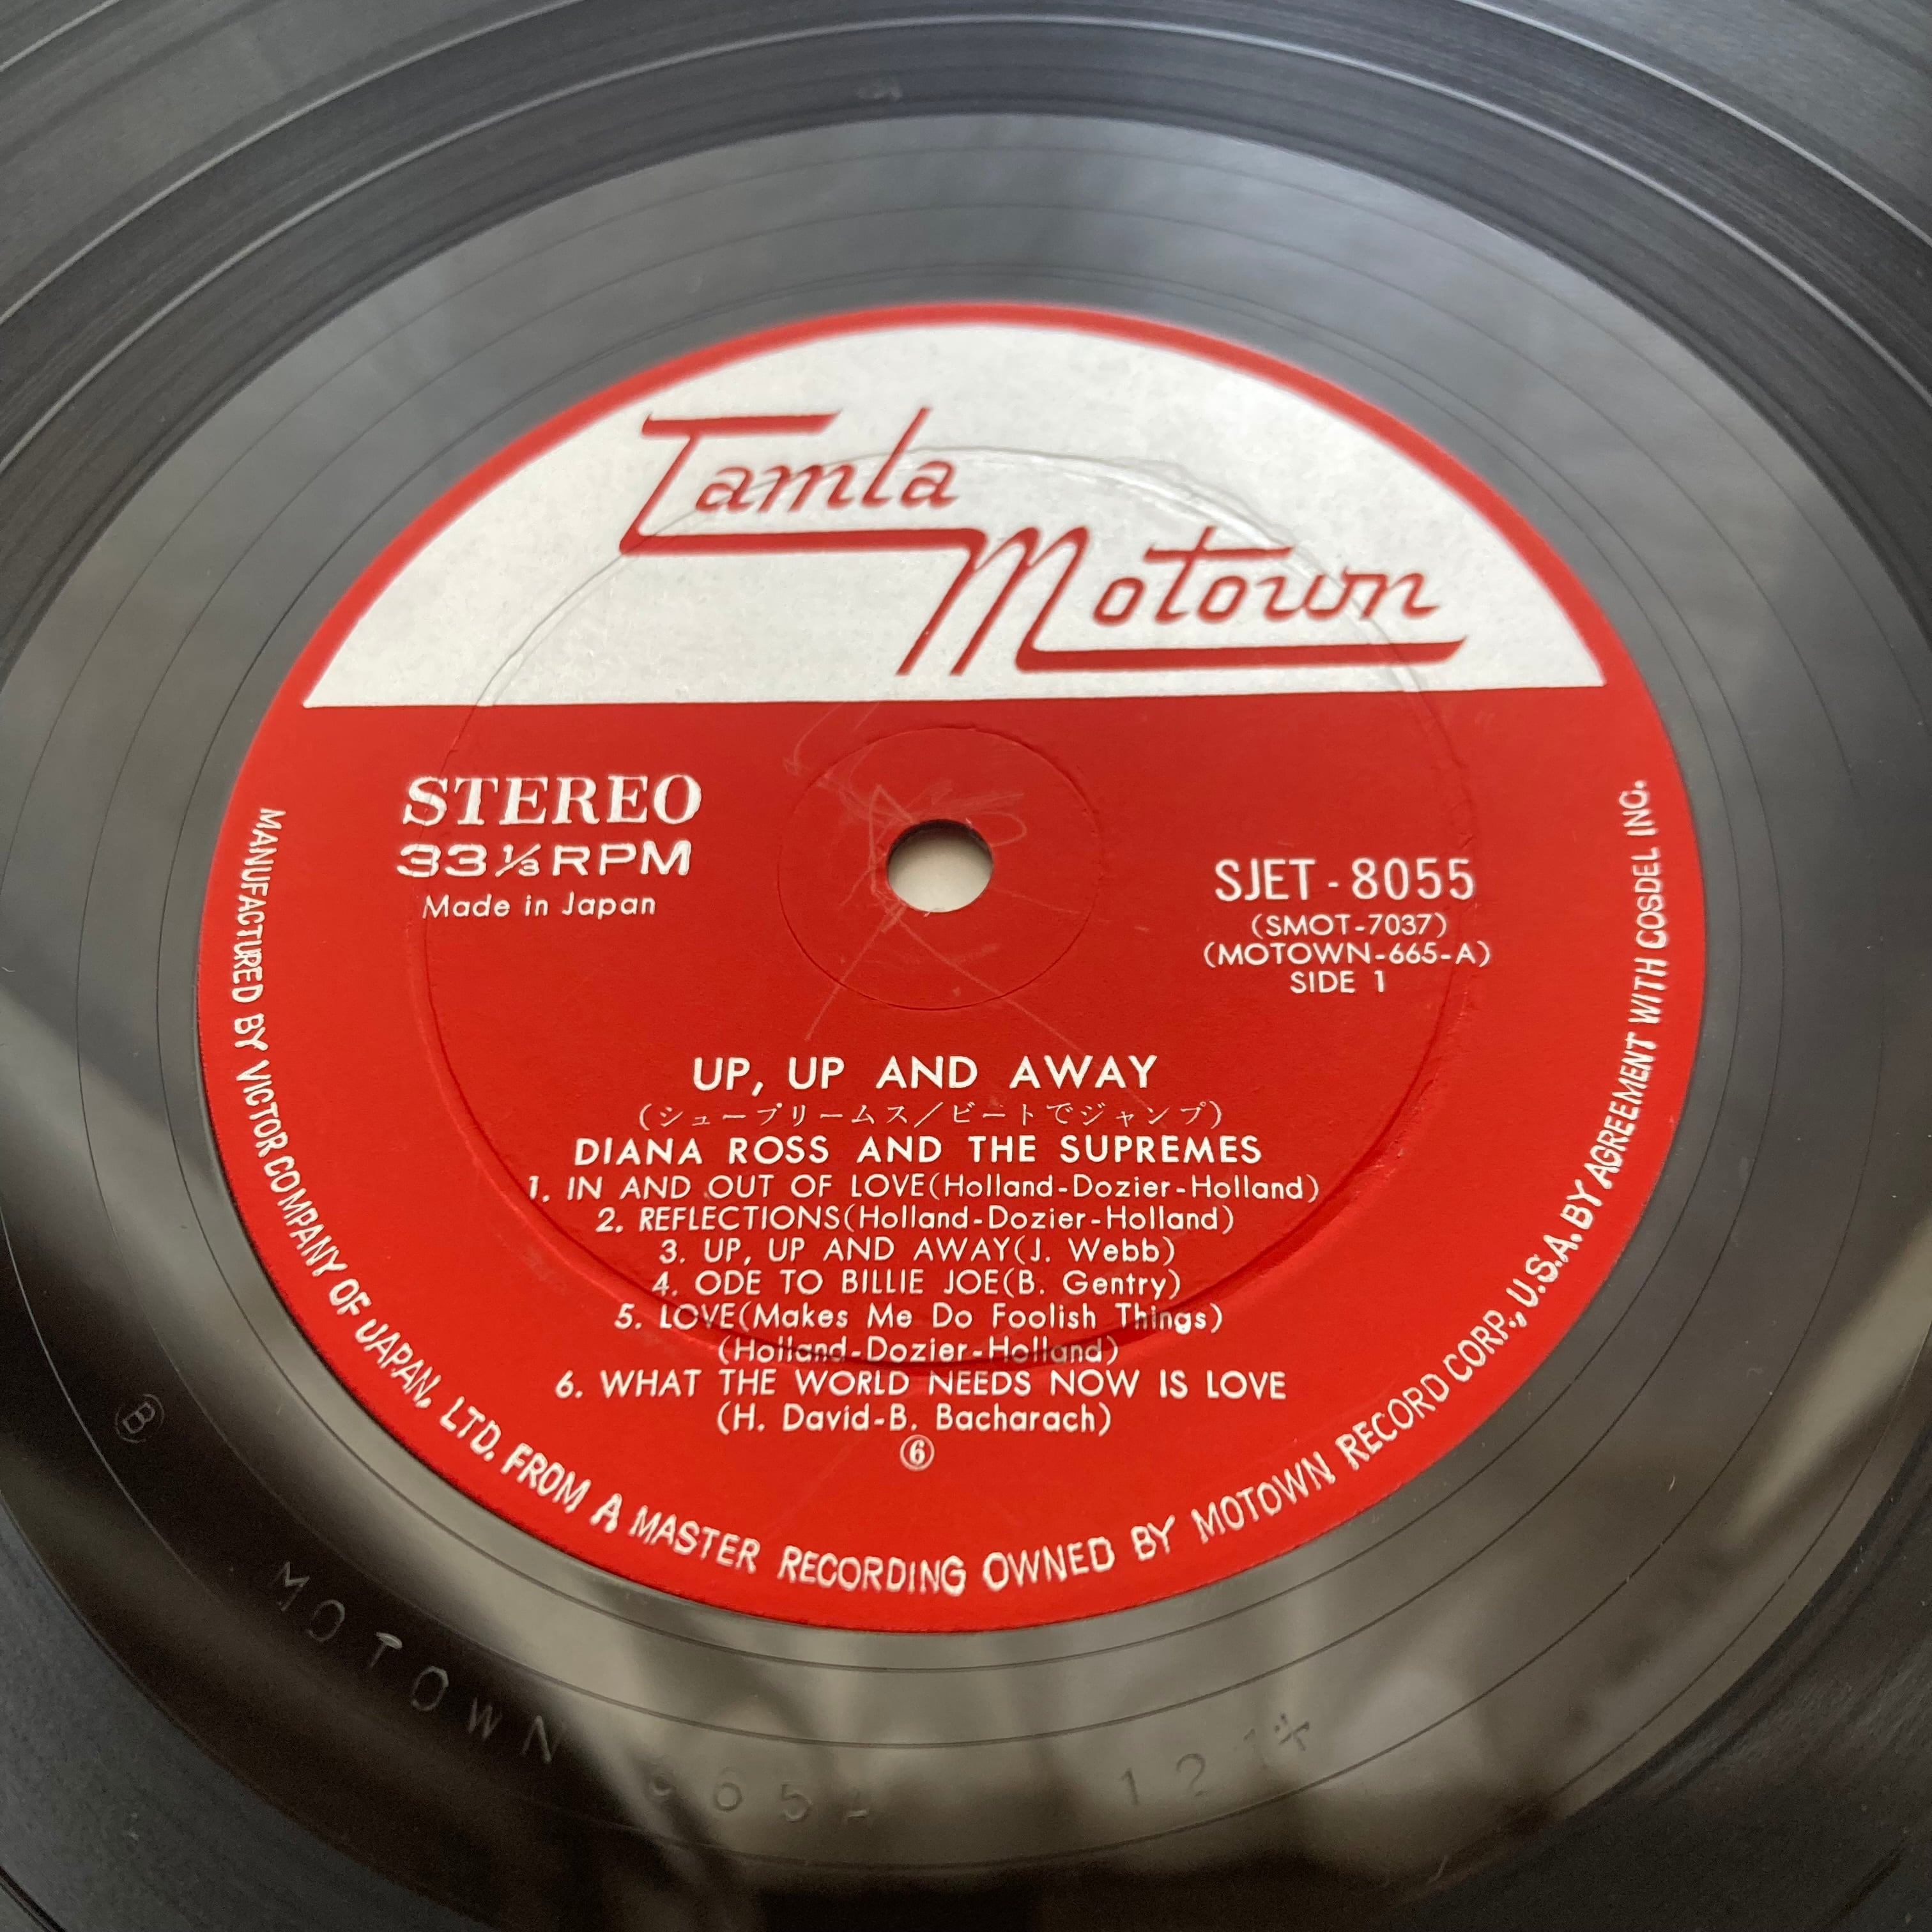 Tamla
Motown
STEREO
33⅓RPM
Made in Japan
SJET-8055
(SMOT-7037)
(MOTOWN-665-A)
SIDE 1
UP, UP AND AWAY
(シュープリームス/ビートでジャンプ)
DIANA ROSS AND THE SUPREMES
1. IN AND OUT OF LOVE(Holland-Dozier-Holland)
2. REFLECTIONS(Holland-Dozier-Holland)
3. UP, UP AND AWAY(J. Webb)
4. ODE TO BILLIE JOE(B. Gentry)
5. LOVE(Makes Me Do Foolish Things)
(Holland-Dozier-Holland)
6. WHAT THE WORLD NEEDS NOW IS LOVE
(H. David-B. Bacharach)
⑥
MANUFACTURED BY VICTOR COMPANY OF JAPAN, LTD. FROM A MASTER RECORDING OWNED BY MOTOWN RECORD CORP., U.S.A. BY AGREEMENT WITH COSDEL INC.
Ⓑ
MOTOWN